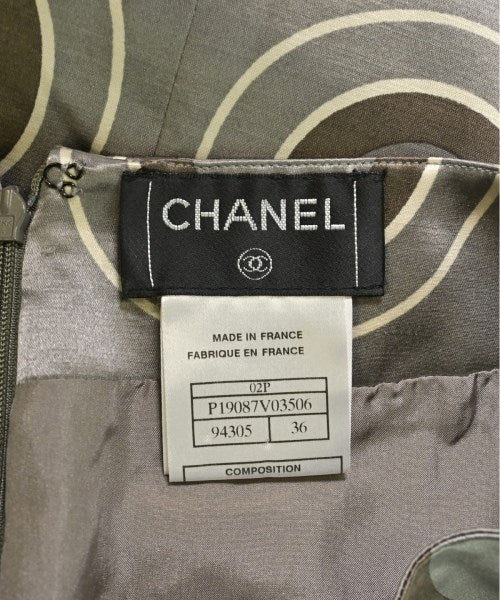 CHANEL
MADE IN FRANCE
FABRIQUE EN FRANCE
02P
P19087V03506
94305 36
COMPOSITION